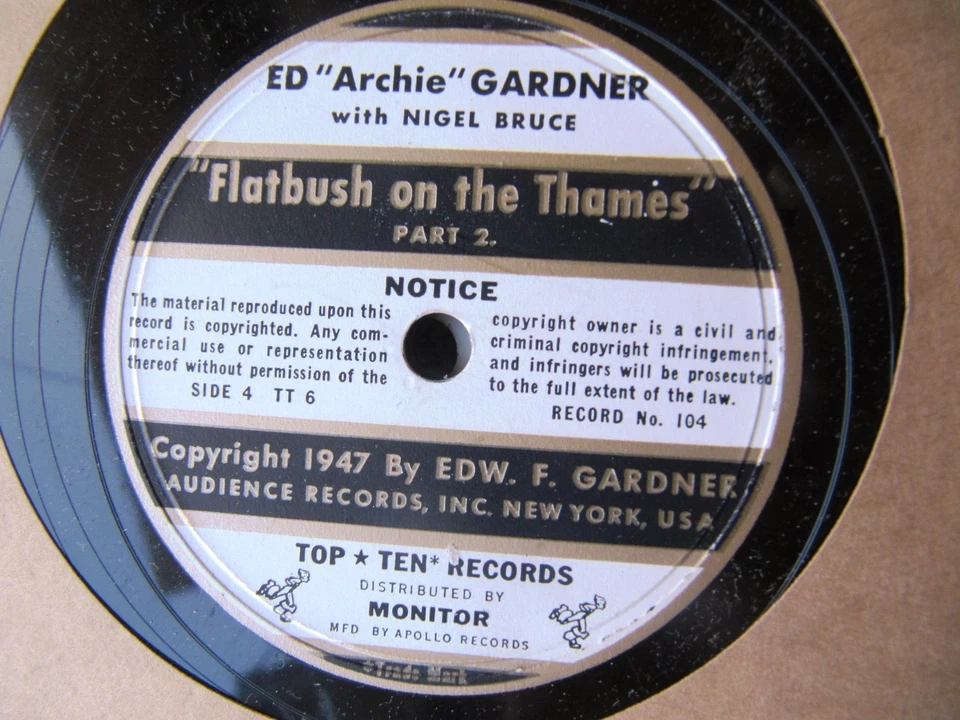 ED "Archie" GARDNER
with NIGEL BRUCE
"Flatbush on the Thames"
PART 2.
NOTICE
The material reproduced upon this
record is copyrighted. Any com-
mercial use or representation
thereof without permission of the
SIDE 4 TT 6
copyright owner is a civil and
criminal copyright infringement,
and infringers will be prosecuted
to the full extent of the law.
RECORD No. 104
Copyright 1947 By EDW. F. GARDNER
AUDIENCE RECORDS, INC. NEW YORK, USA
TOP ★ TEN* RECORDS
DISTRIBUTED BY
MONITOR
MFD BY APOLLO RECORDS
*Trade Mark